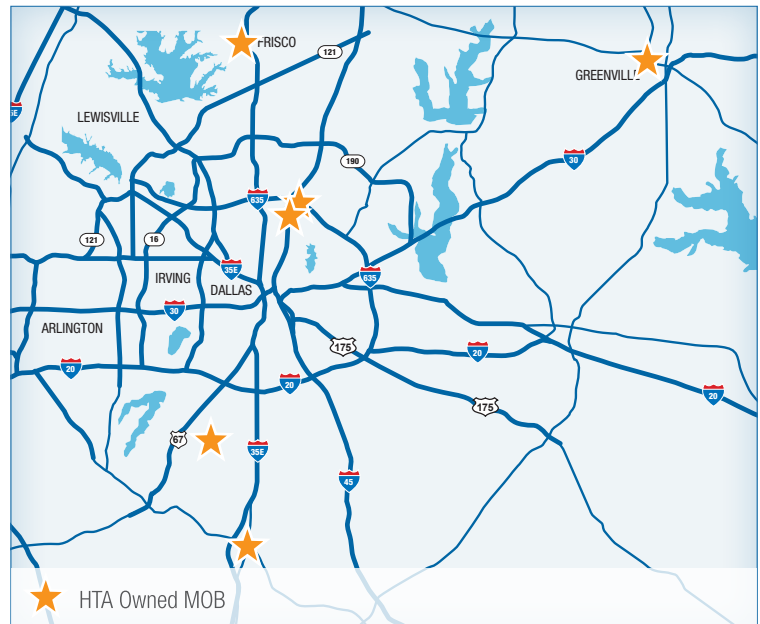 FRISCO
121
GREENVILLE
5E
LEWISVILLE
190
30
635
121
16
35E
635
IRVING
DALLAS
30
ARLINGTON
175
20
20
20
175
20
67
35E
45
HTA Owned MOB